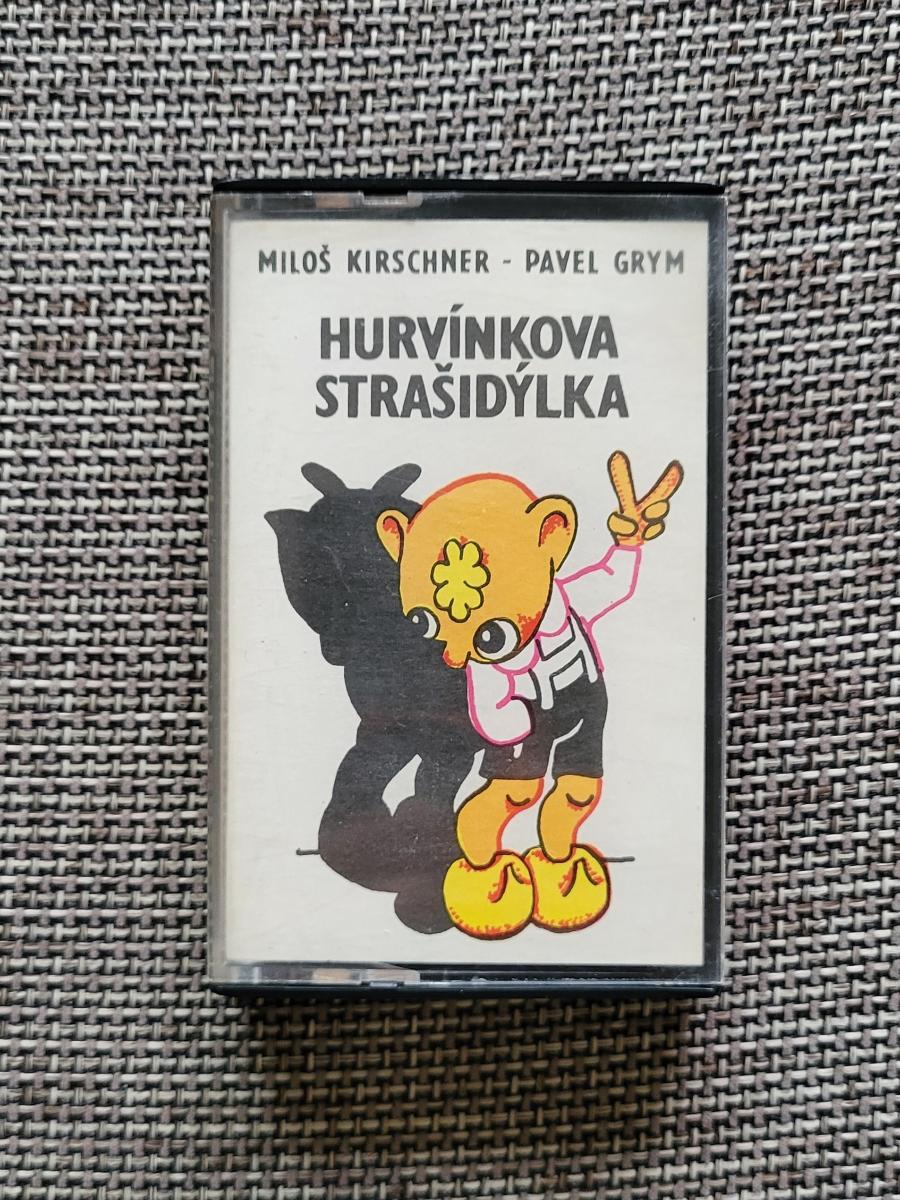 MILOŠ KIRSCHNER - PAVEL GRYM
HURVÍNKOVA
STRAŠIDÝLKA